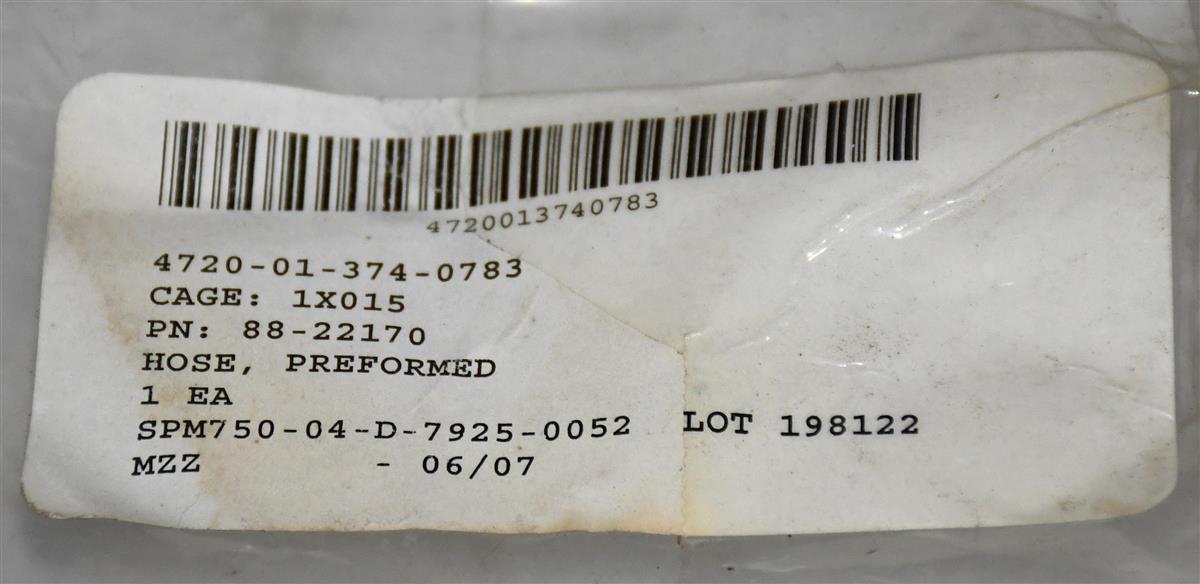 4720013740783
4720-01-374-0783
CAGE: 1X015
PN: 88-22170
HOSE, PREFORMED
1 EA
SPM750-04-D-7925-0052 LOT 198122
MZZ - 06/07